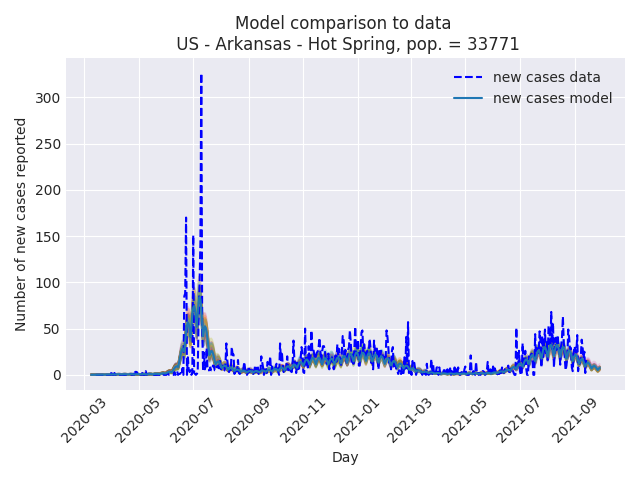 Model comparison to data
US - Arkansas - Hot Spring, pop. = 33771
new cases data
new cases model
Number of new cases reported
300
250
200
150
100
50
0
2020-03
2020-05
2020-07
2020-09
2020-11
2021-01
2021-03
2021-05
2021-07
2021-09
Day